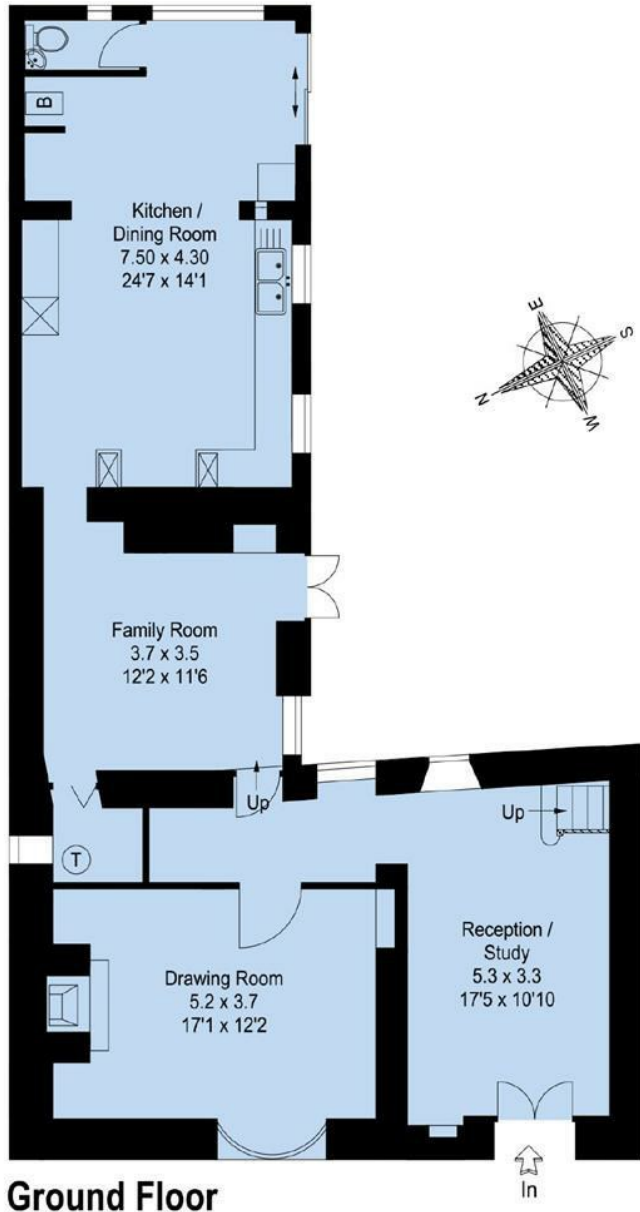 B
Kitchen /
Dining Room
7.50 x 4.30
24'7 x 14'1
E
S
N
W
Family Room
3.7 x 3.5
12'2 x 11'6
Up
Up
T
Reception /
Study
5.3 x 3.3
17'5 x 10'10
Drawing Room
5.2 x 3.7
17'1 x 12'2
In
Ground Floor